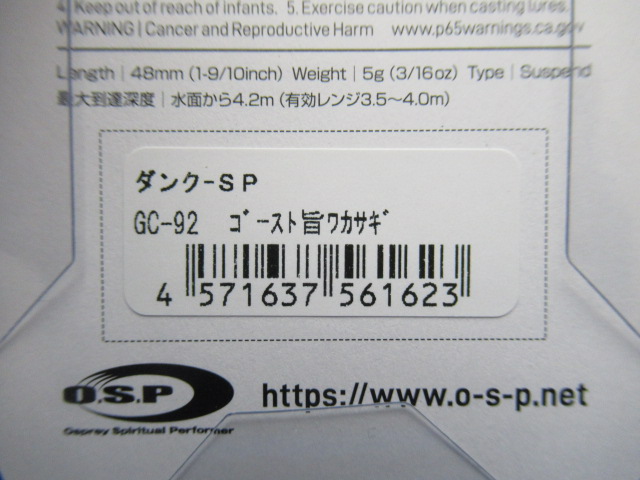 4. Keep out of reach of infants. 5. Exercise caution when casting lures.
WARNING | Cancer and Reproductive Harm www.p65warnings.ca.gov
Length | 48mm (1-9/10inch) Weight | 5g (3/16oz) Type | Suspend
最大到達深度 | 水面から4.2m (有効レンジ3.5～4.0m)
ダンク-SP
GC-92 ｺﾞｰｽﾄ旨ﾜｶｻｷﾞ
4 571637 561623
O.S.P
Osprey Spiritual Performer
https://www.o-s-p.net